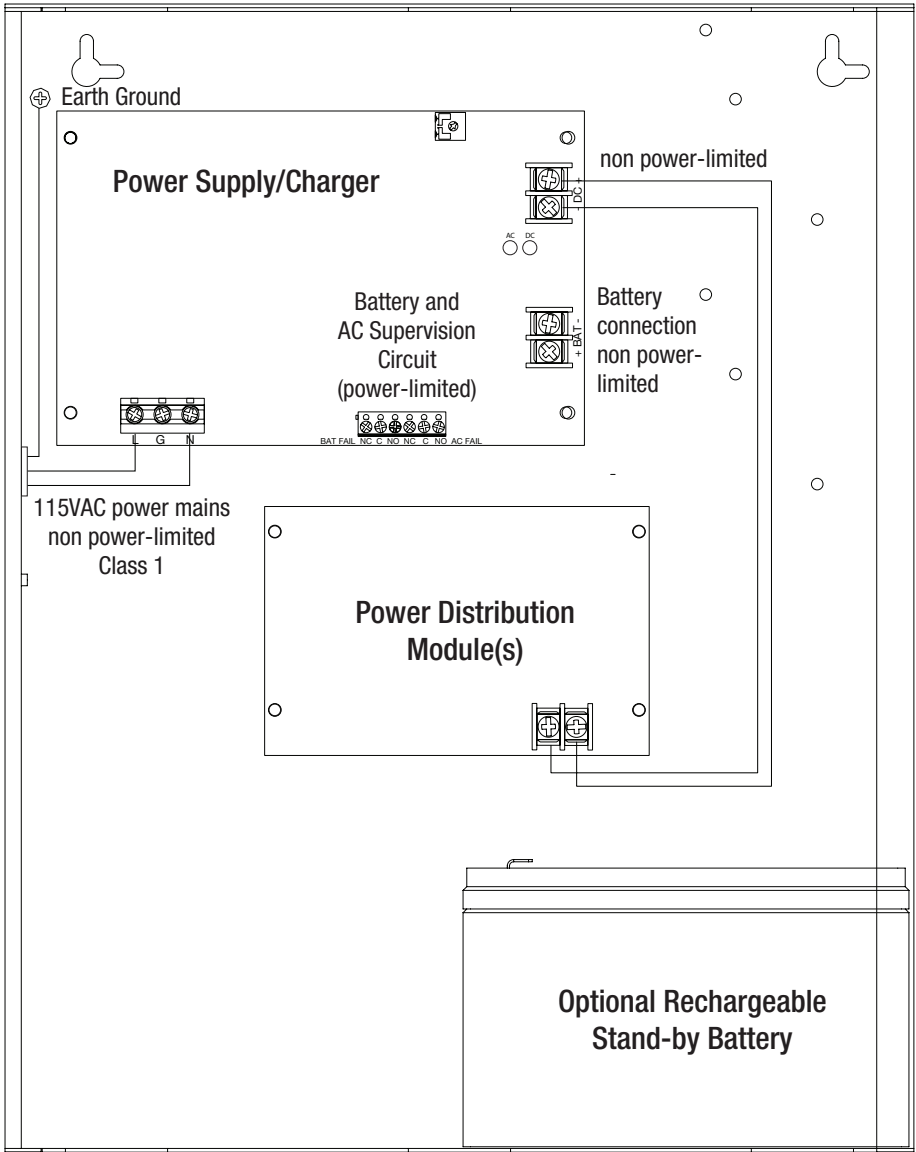 Earth Ground
Power Supply/Charger
non power-limited
- DC +
AC DC
Battery and
AC Supervision
Circuit
(power-limited)
Battery
connection
non power-
limited
+ BAT -
L G N
BAT FAIL NC C NO NC C NO AC FAIL
115VAC power mains
non power-limited
Class 1
Power Distribution
Module(s)
Optional Rechargeable
Stand-by Battery